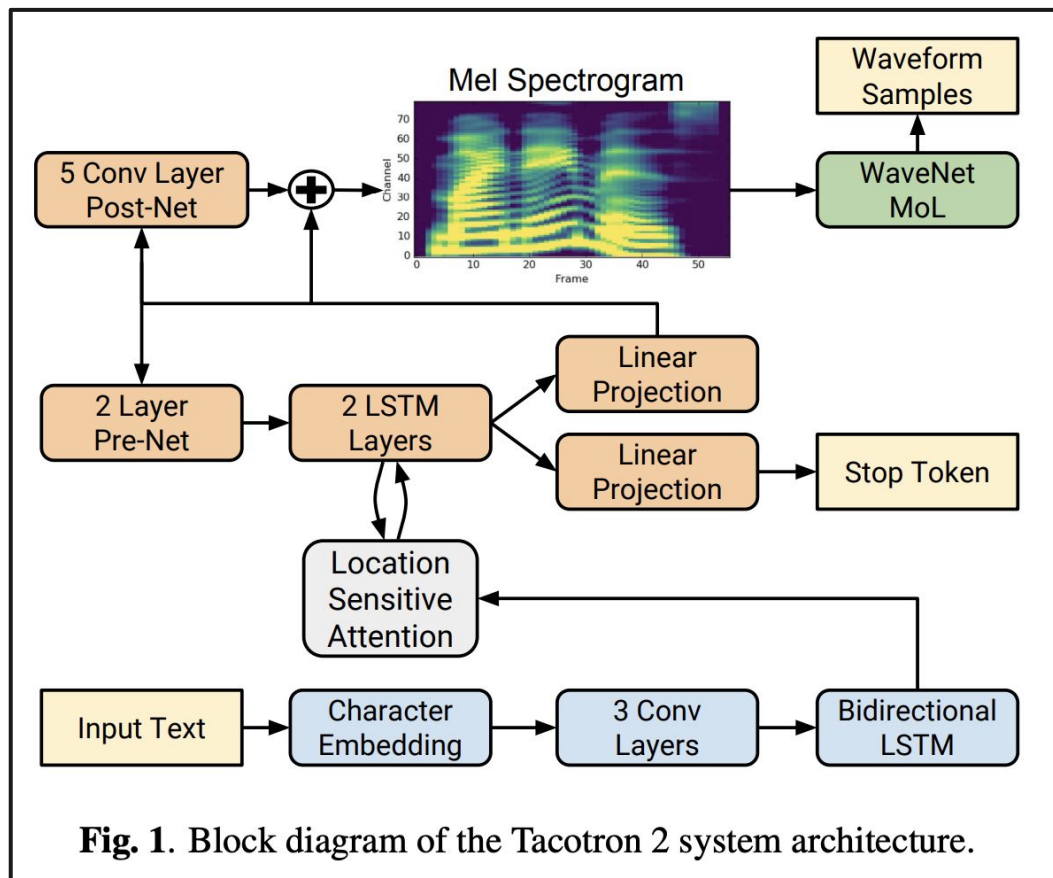 Waveform
Samples
Mel Spectrogram
70
60
50
40
30
20
10
0
Channel
0 10 20 30 40 50
Frame
5 Conv Layer
Post-Net
WaveNet
MoL
Linear
Projection
2 Layer
Pre-Net
2 LSTM
Layers
Linear
Projection
Stop Token
Location
Sensitive
Attention
Input Text
Character
Embedding
3 Conv
Layers
Bidirectional
LSTM
Fig. 1. Block diagram of the Tacotron 2 system architecture.